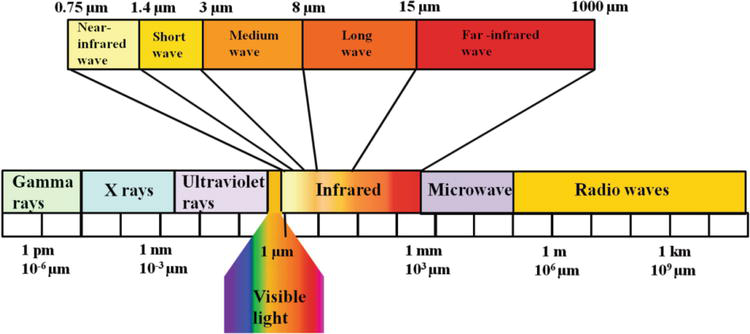 0.75 μm 1.4 μm 3 μm 8 μm 15 μm 1000 μm
Near-
infrared
wave
Short
wave
Medium
wave
Long
wave
Far -infrared
wave
Gamma
rays
X rays
Ultraviolet
rays
Infrared
Microwave
Radio waves
1 pm
10-6 μm
1 nm
10-3 μm
1 μm
1 mm
10³ μm
1 m
10⁶ μm
1 km
10⁹ μm
Visible
light